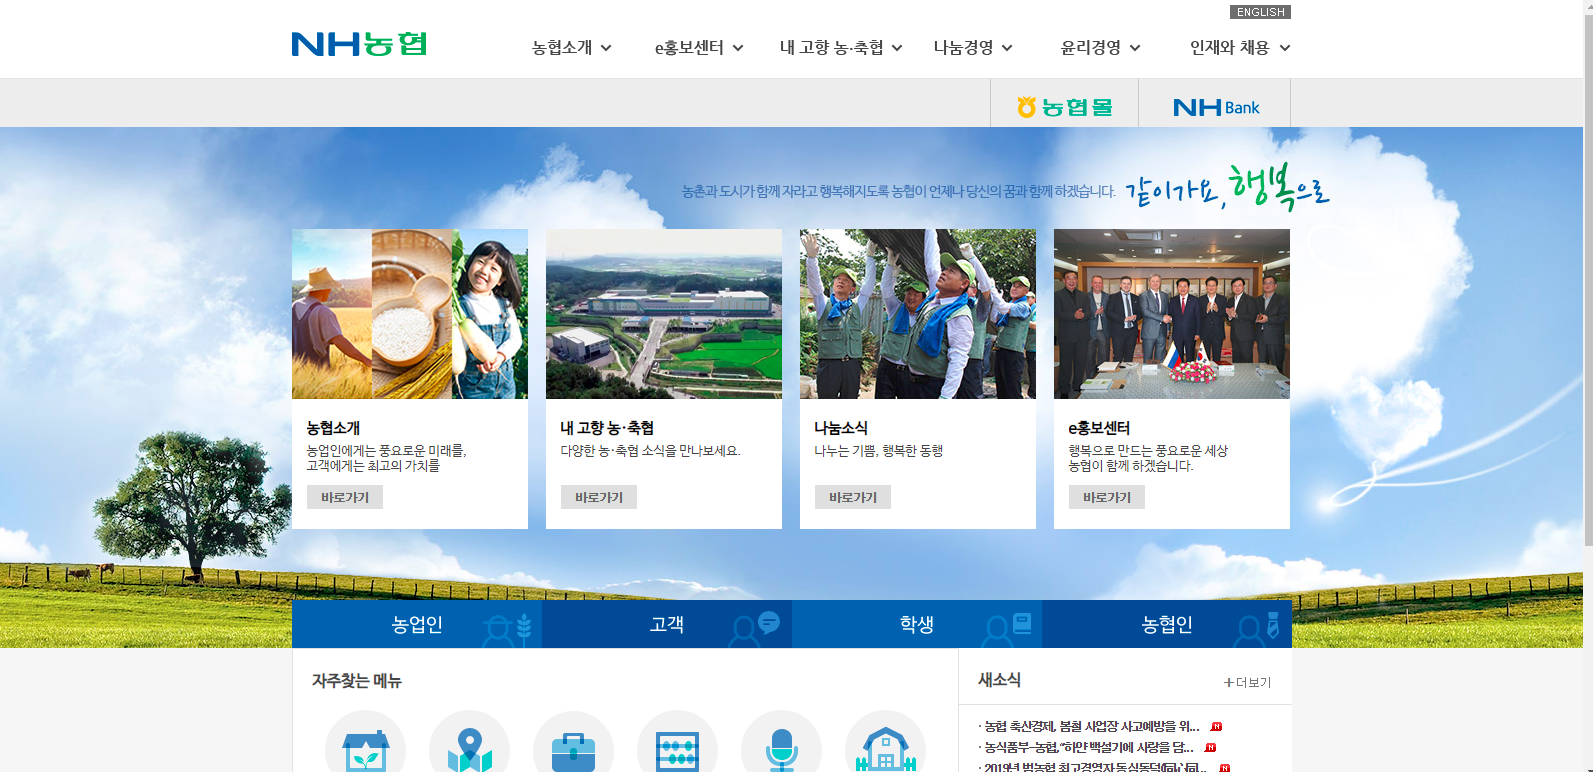 ENGLISH
NH농협
농협소개
e홍보센터
내 고향 농·축협
나눔경영
윤리경영
인재와 채용
농협몰
NH Bank
농촌과 도시가 함께 자라고 행복해지도록 농협이 언제나 당신의 꿈과 함께 하겠습니다.
같이가요, 행복으로
농협소개
농업인에게는 풍요로운 미래를,
고객에게는 최고의 가치를
바로가기
내 고향 농·축협
다양한 농·축협 소식을 만나보세요.
바로가기
나눔소식
나누는 기쁨, 행복한 동행
바로가기
e홍보센터
행복으로 만드는 풍요로운 세상
농협이 함께 하겠습니다.
바로가기
농업인
고객
학생
농협인
자주찾는 메뉴
새소식
+더보기
· 농협 축산경제, 봄철 사업장 사고예방을 위... N
· 농식품부-농협,“하얀 백설기에 사랑을 담... N
· 2019년 범농협 최고경영자 동심동덕(同心同... N